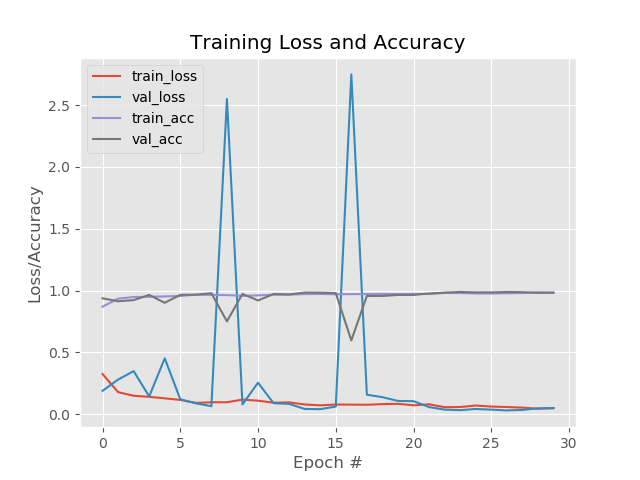 Training Loss and Accuracy
train_loss
val_loss
train_acc
val_acc
2.5
2.0
1.5
1.0
0.5
0.0
Loss/Accuracy
0 5 10 15 20 25 30
Epoch #